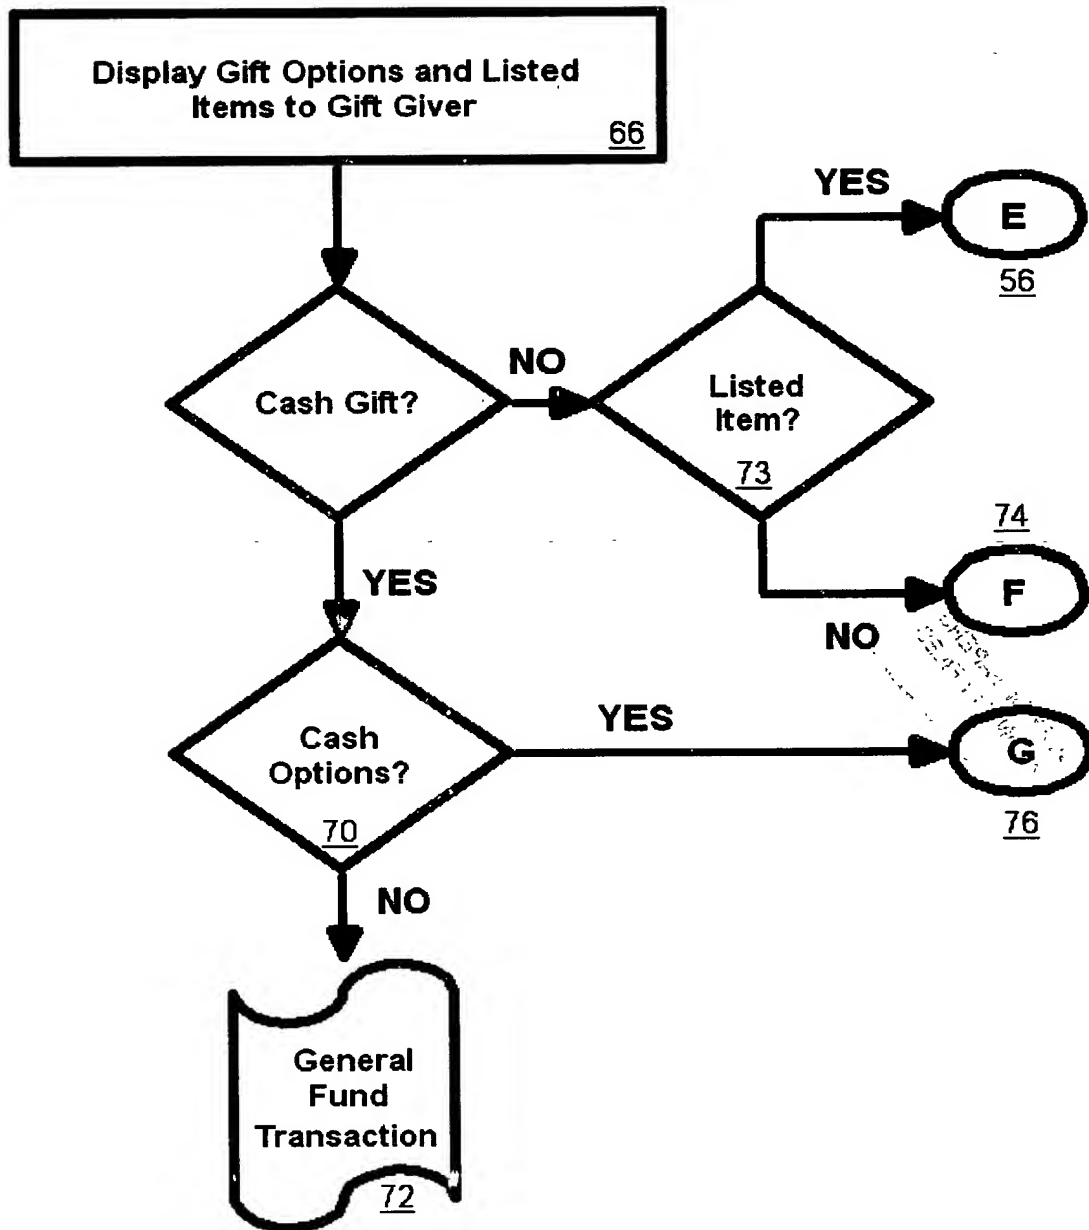 Display Gift Options and Listed
Items to Gift Giver
66
YES
E
56
Cash Gift?
NO
Listed
Item?
73
74
F
NO
YES
Cash
Options?
70
YES
G
76
NO
General
Fund
Transaction
72